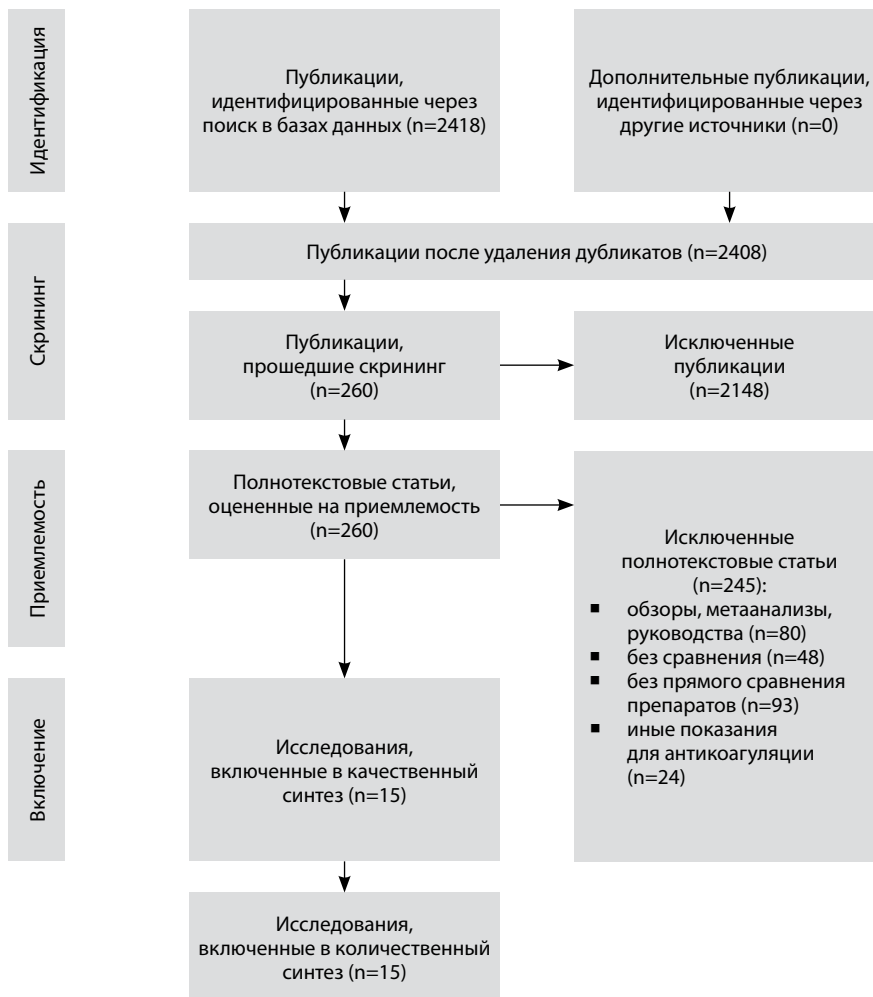 Идентификация
Публикации,
идентифицированные через
поиск в базах данных (n=2418)
Дополнительные публикации,
идентифицированные через
другие источники (n=0)
Скрининг
Публикации после удаления дубликатов (n=2408)
Публикации,
прошедшие скрининг
(n=260)
Исключенные
публикации
(n=2148)
Приемлемость
Полнотекстовые статьи,
оцененные на приемлемость
(n=260)
Исключенные
полнотекстовые статьи
(n=245):
▪ обзоры, метаанализы,
руководства (n=80)
▪ без сравнения (n=48)
▪ без прямого сравнения
препаратов (n=93)
▪ иные показания
для антикоагуляции
(n=24)
Включение
Исследования,
включенные в качественный
синтез (n=15)
Исследования,
включенные в количественный
синтез (n=15)